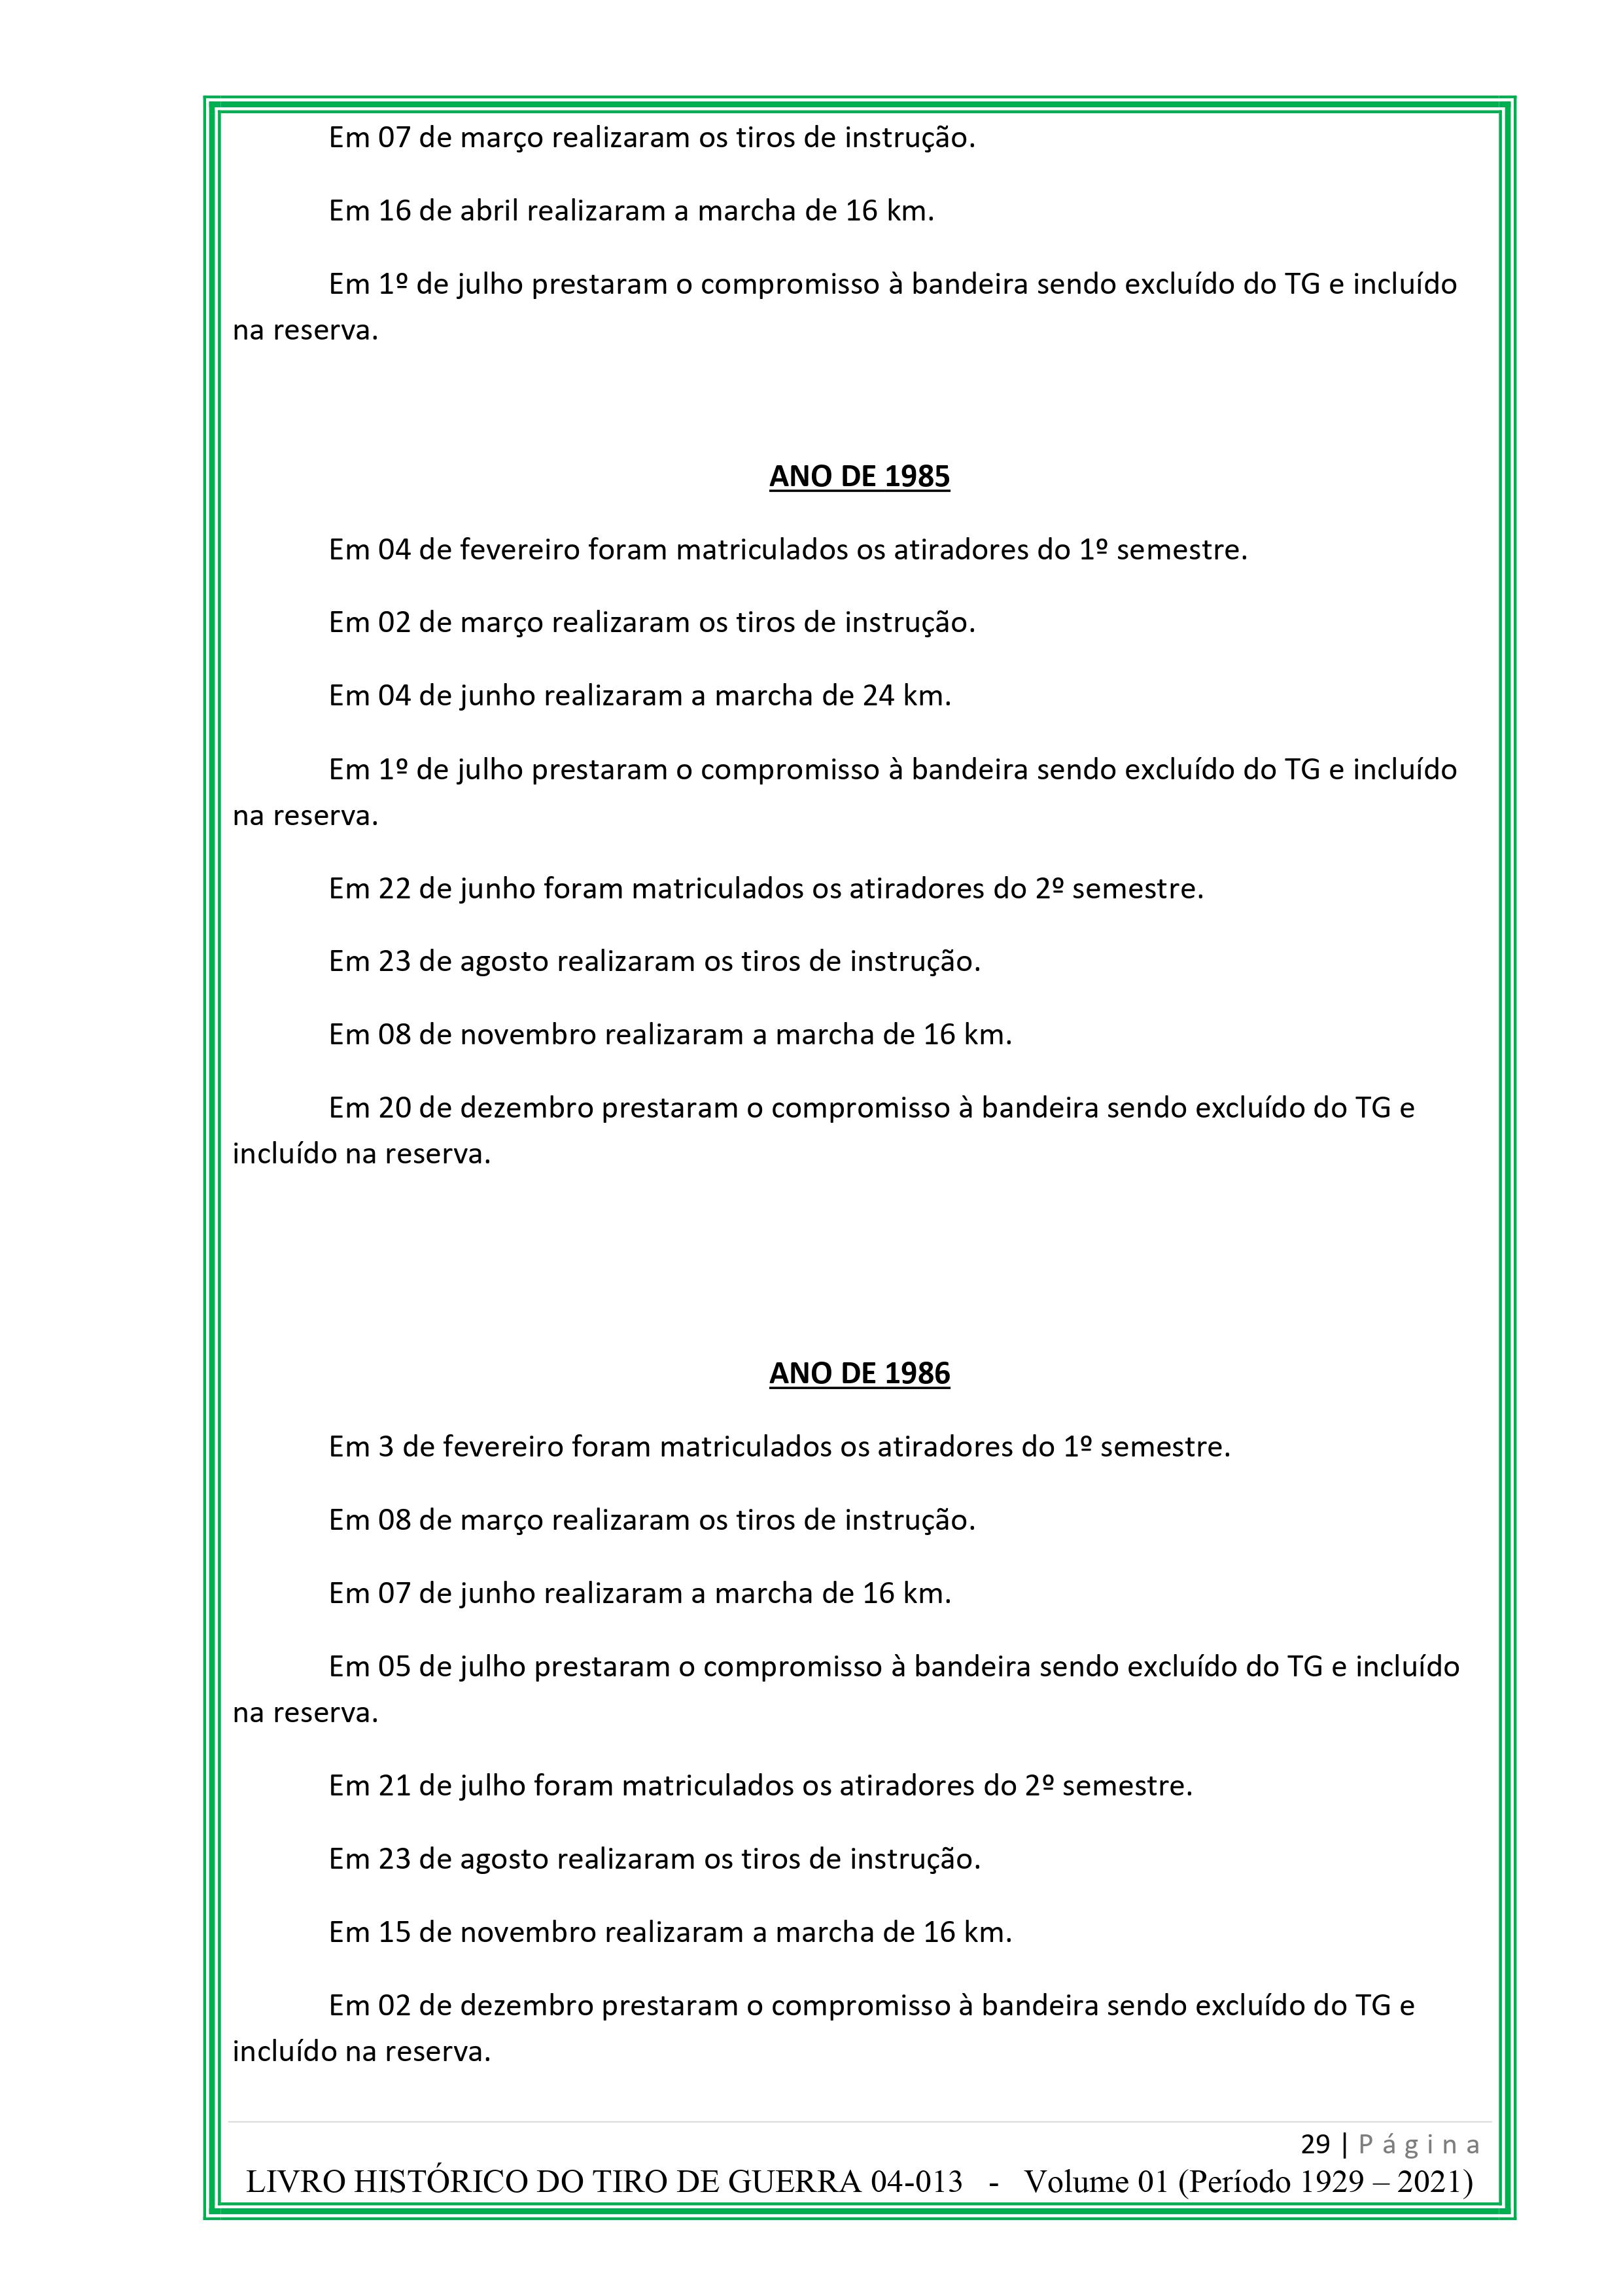 Em 07 de março realizaram os tiros de instrução.
Em 16 de abril realizaram a marcha de 16 km.
Em 1º de julho prestaram o compromisso à bandeira sendo excluído do TG e incluído
na reserva.
ANO DE 1985
Em 04 de fevereiro foram matriculados os atiradores do 1º semestre.
Em 02 de março realizaram os tiros de instrução.
Em 04 de junho realizaram a marcha de 24 km.
Em 1º de julho prestaram o compromisso à bandeira sendo excluído do TG e incluído
na reserva.
Em 22 de junho foram matriculados os atiradores do 2º semestre.
Em 23 de agosto realizaram os tiros de instrução.
Em 08 de novembro realizaram a marcha de 16 km.
Em 20 de dezembro prestaram o compromisso à bandeira sendo excluído do TG e
incluído na reserva.
ANO DE 1986
Em 3 de fevereiro foram matriculados os atiradores do 1º semestre.
Em 08 de março realizaram os tiros de instrução.
Em 07 de junho realizaram a marcha de 16 km.
Em 05 de julho prestaram o compromisso à bandeira sendo excluído do TG e incluído
na reserva.
Em 21 de julho foram matriculados os atiradores do 2º semestre.
Em 23 de agosto realizaram os tiros de instrução.
Em 15 de novembro realizaram a marcha de 16 km.
Em 02 de dezembro prestaram o compromisso à bandeira sendo excluído do TG e
incluído na reserva.
29 | Página
LIVRO HISTÓRICO DO TIRO DE GUERRA 04-013 - Volume 01 (Período 1929 – 2021)